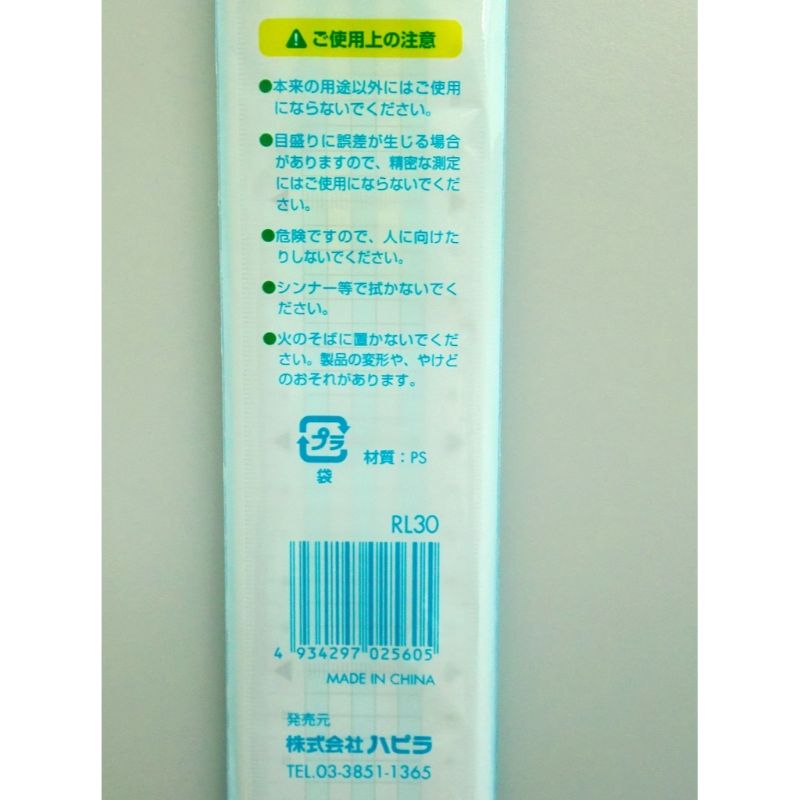 ご使用上の注意
●本来の用途以外にはご使用
にならないでください。
●目盛りに誤差が生じる場合
がありますので、精密な測定
にはご使用にならないでくだ
さい。
●危険ですので、人に向けた
りしないでください。
●シンナー等で拭かないでく
ださい。
●火のそばに置かないでくだ
さい。製品の変形や、やけど
のおそれがあります。
プラ
袋
材質：PS
RL30
4 934297 025605
MADE IN CHINA
発売元
株式会社ハピラ
TEL.03-3851-1365